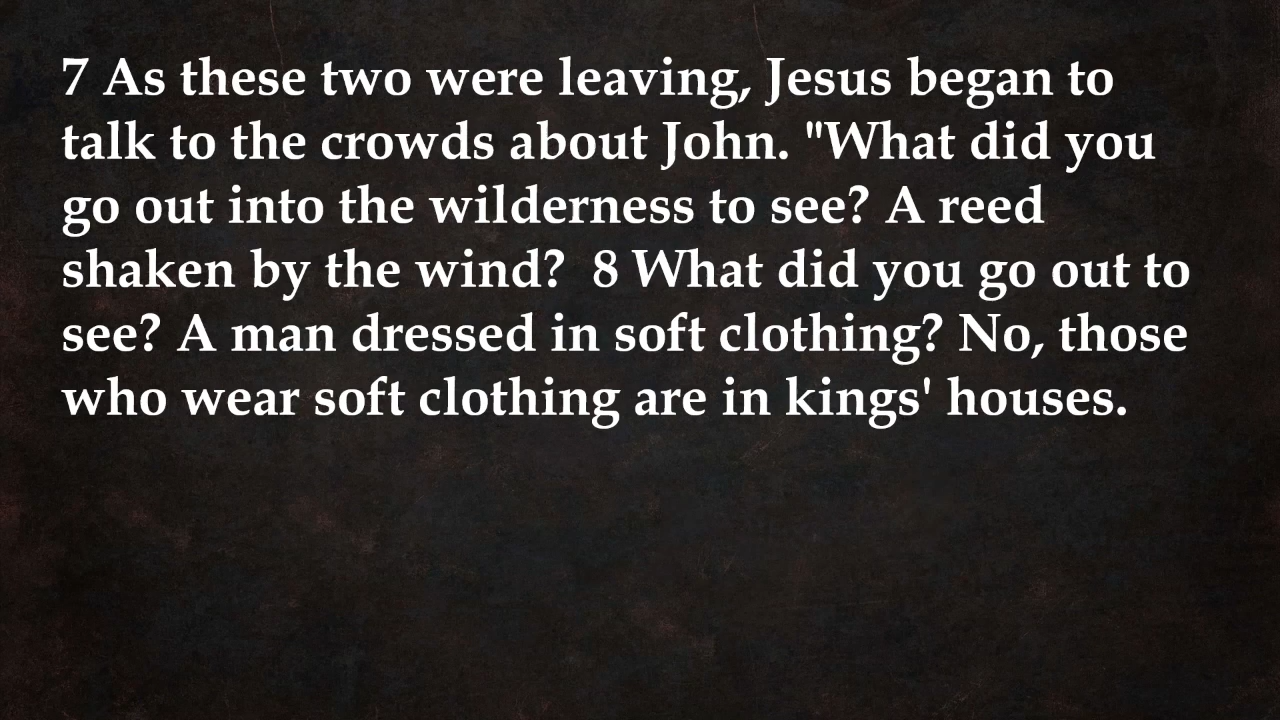 7 As these two were leaving, Jesus began to
talk to the crowds about John. "What did you
go out into the wilderness to see? A reed
shaken by the wind?  8 What did you go out to
see? A man dressed in soft clothing? No, those
who wear soft clothing are in kings' houses.